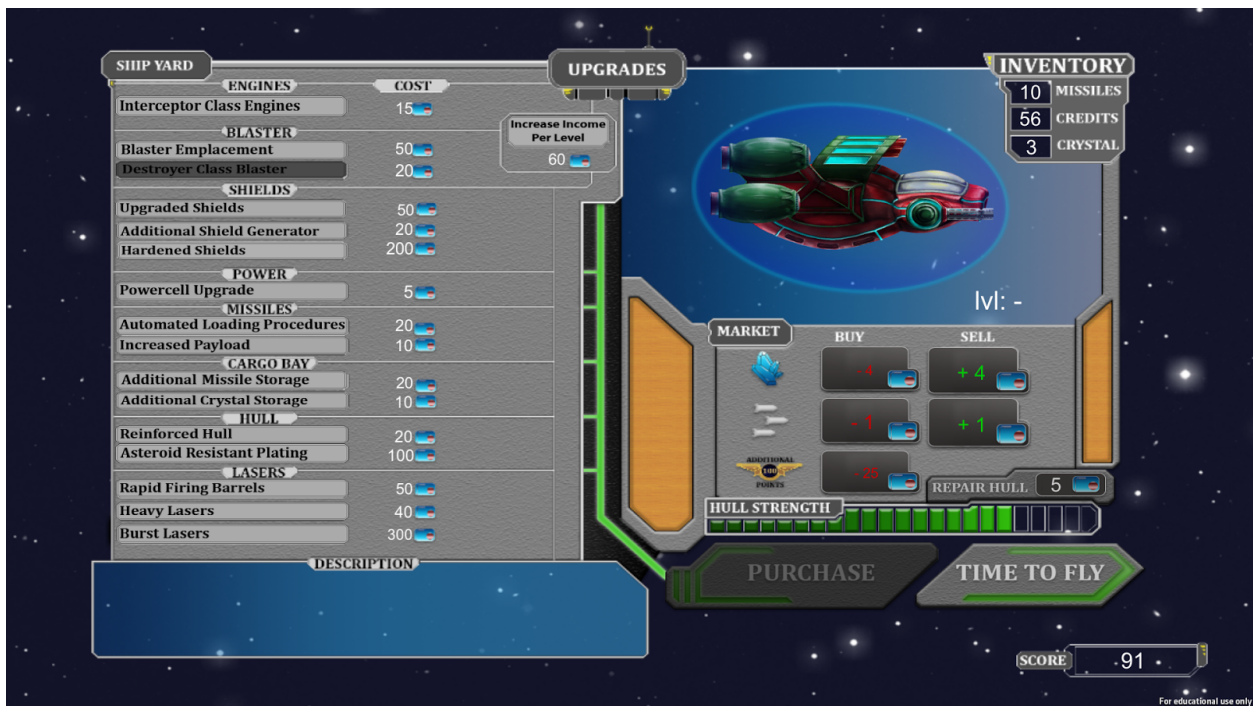 SHIP YARD
UPGRADES
INVENTORY
10 MISSILES
56 CREDITS
3 CRYSTAL
ENGINES COST
Interceptor Class Engines 15
BLASTER
Blaster Emplacement 50
Destroyer Class Blaster 20
Increase Income
Per Level
60
SHIELDS
Upgraded Shields 50
Additional Shield Generator 20
Hardened Shields 200
POWER
Powercell Upgrade 5
MISSILES
Automated Loading Procedures 20
Increased Payload 10
CARGO BAY
Additional Missile Storage 20
Additional Crystal Storage 10
HULL
Reinforced Hull 20
Asteroid Resistant Plating 100
LASERS
Rapid Firing Barrels 50
Heavy Lasers 40
Burst Lasers 300
DESCRIPTION
lvl: -
MARKET BUY SELL
-4 + 4
- 1 + 1
ADDITIONAL
100
POINTS
-25
REPAIR HULL 5
HULL STRENGTH
PURCHASE
TIME TO FLY
SCORE 91
For educational use only